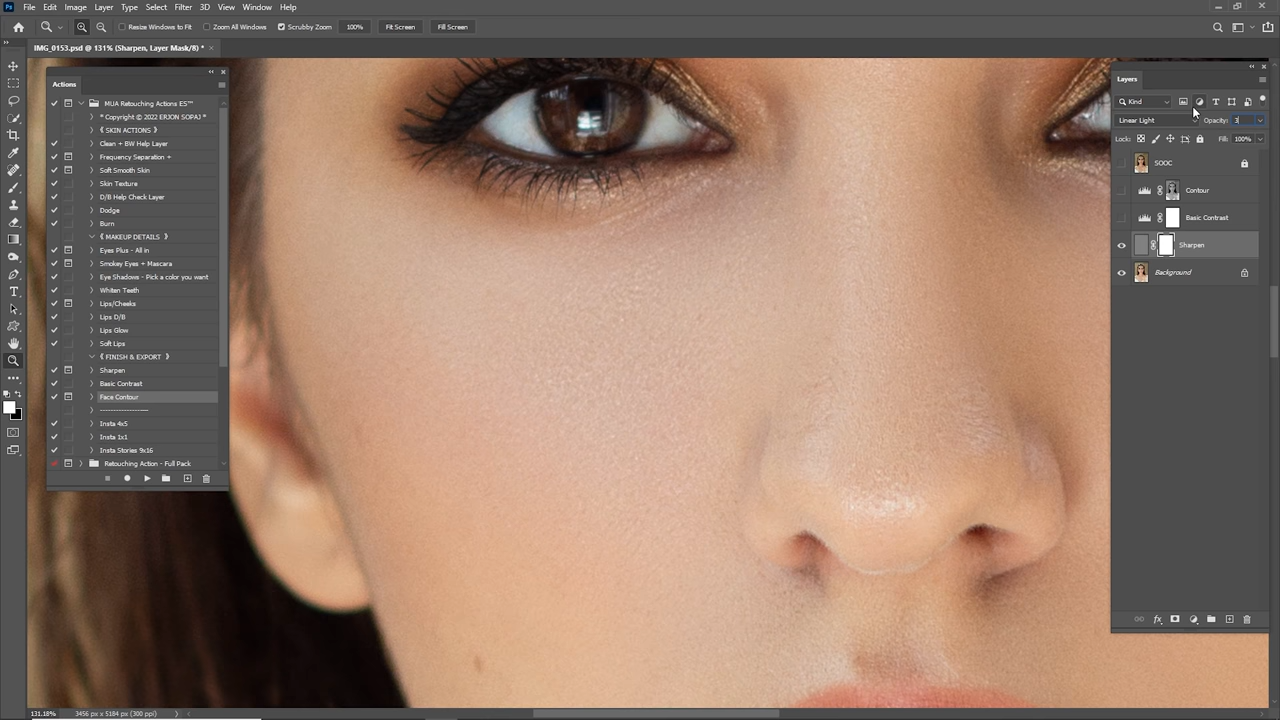 Ps File Edit Image Layer Type Select Filter 3D View Window Help
Resize Windows to Fit Zoom All Windows Scrubby Zoom 100% Fit Screen Fill Screen
IMG_0153.psd @ 131% (Sharpen, Layer Mask/8) *
Actions
MUA Retouching Actions ES™
* Copyright © 2022 ERJON SOPAJ *
《 SKIN ACTIONS 》
Clean + BW Help Layer
Frequency Separation +
Soft Smooth Skin
Skin Texture
D/B Help Check Layer
Dodge
Burn
《 MAKEUP DETAILS 》
Eyes Plus - All in
Smokey Eyes + Mascara
Eye Shadows - Pick a color you want
Whiten Teeth
Lips/Cheeks
Lips D/B
Lips Glow
Soft Lips
《 FINISH & EXPORT 》
Sharpen
Basic Contrast
Face Contour
-------------------
Insta 4x5
Insta 1x1
Insta Stories 9x16
Retouching Action - Full Pack
Layers
Kind
Linear Light Opacity: 3
Lock: Fill: 100%
SOOC
Contour
Basic Contrast
Sharpen
Background
fx
131.18% 3456 px x 5184 px (300 ppi)